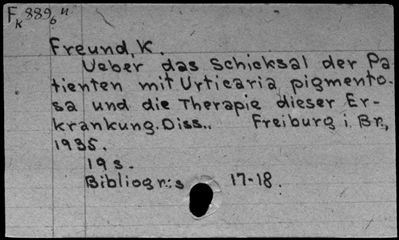 Fk 889611
Freund, K.
Ueber das Schicksal der Pa
tienten mit Urticaria pigmento-
sa und die Therapie dieser Er-
krankung. Diss.. Freiburg i. Br.,
1935.
19 s.
Bibliogr.: s 17-18.